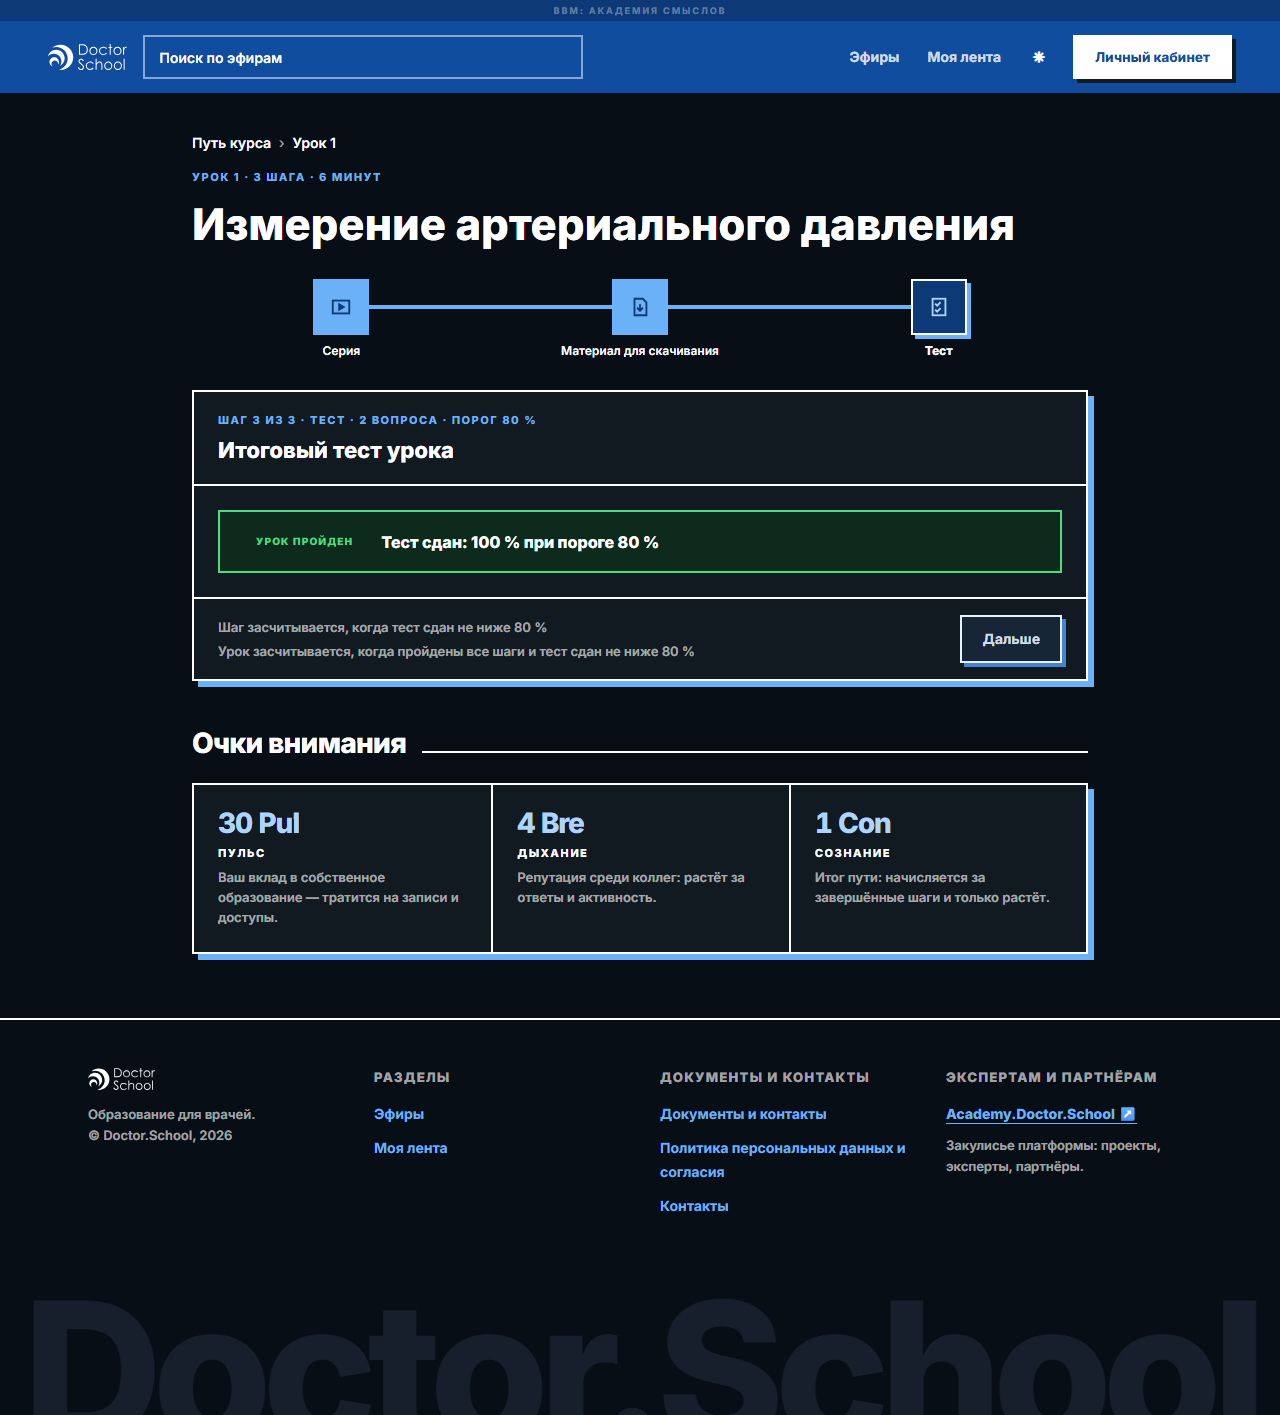 ВВМ: АКАДЕМИЯ СМЫСЛОВ
Doctor
School
Поиск по эфирам
Эфиры
Моя лента
Личный кабинет
Путь курса › Урок 1
УРОК 1 · 3 ШАГА · 6 МИНУТ
Измерение артериального давления
Серия
Материал для скачивания
Тест
ШАГ 3 ИЗ 3 · ТЕСТ · 2 ВОПРОСА · ПОРОГ 80 %
Итоговый тест урока
УРОК ПРОЙДЕН
Тест сдан: 100 % при пороге 80 %
Шаг засчитывается, когда тест сдан не ниже 80 %
Урок засчитывается, когда пройдены все шаги и тест сдан не ниже 80 %
Дальше
Очки внимания
30 Pul
ПУЛЬС
Ваш вклад в собственное
образование — тратится на записи и
доступы.
4 Bre
ДЫХАНИЕ
Репутация среди коллег: растёт за
ответы и активность.
1 Con
СОЗНАНИЕ
Итог пути: начисляется за
завершённые шаги и только растёт.
Doctor
School
Образование для врачей.
© Doctor.School, 2026
РАЗДЕЛЫ
Эфиры
Моя лента
ДОКУМЕНТЫ И КОНТАКТЫ
Документы и контакты
Политика персональных данных и
согласия
Контакты
ЭКСПЕРТАМ И ПАРТНЁРАМ
Academy.Doctor.School
Закулисье платформы: проекты,
эксперты, партнёры.
Doctor.School